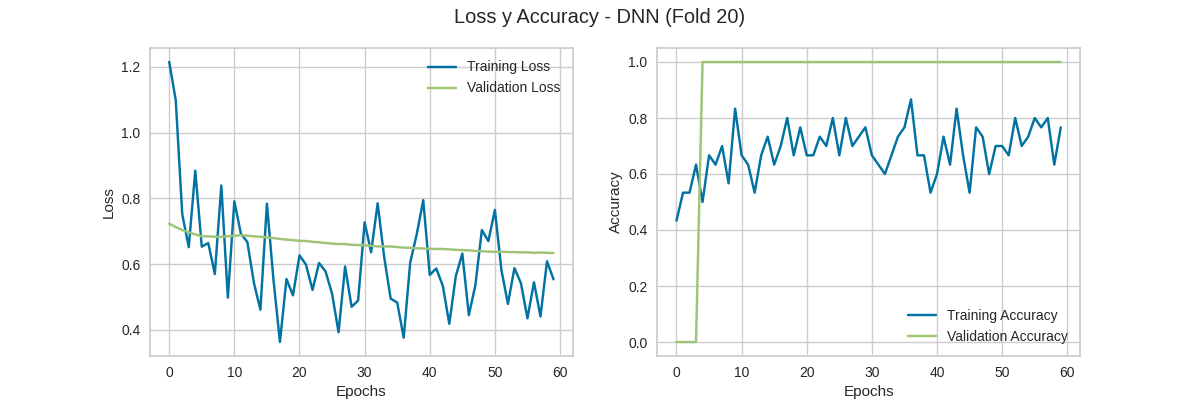 Loss y Accuracy - DNN (Fold 20)
1.2
1.0
0.8
0.6
0.4
Loss
0 10 20 30 40 50 60
Epochs
Training Loss
Validation Loss
1.0
0.8
0.6
0.4
0.2
0.0
Accuracy
0 10 20 30 40 50 60
Epochs
Training Accuracy
Validation Accuracy